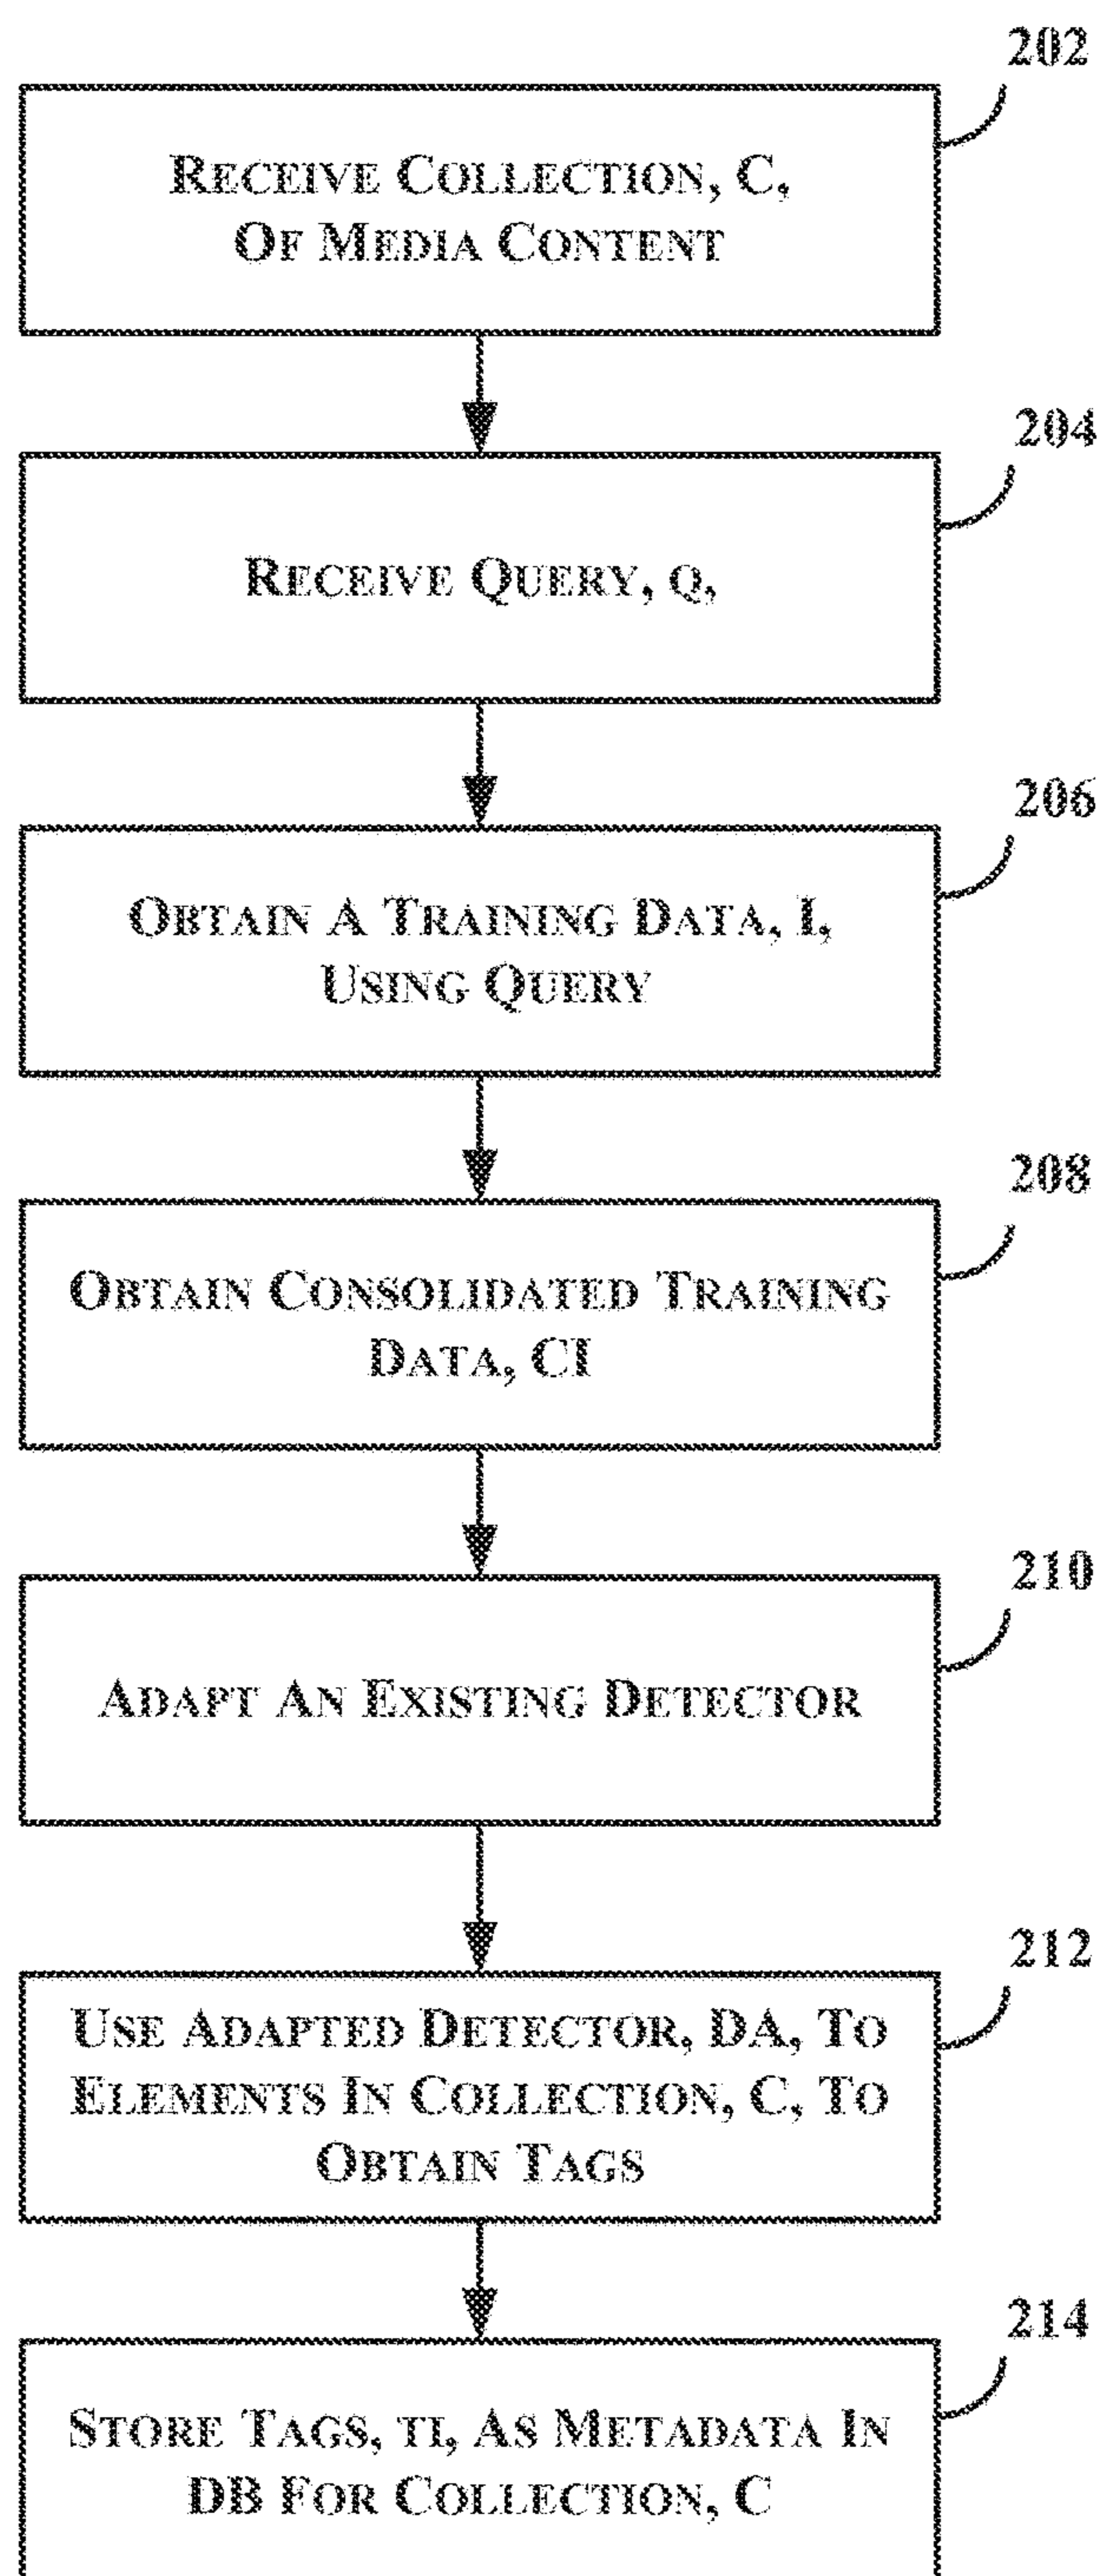 202
RECEIVE COLLECTION, C,
OF MEDIA CONTENT
204
RECEIVE QUERY, Q,
206
OBTAIN A TRAINING DATA, I,
USING QUERY
208
OBTAIN CONSOLIDATED TRAINING
DATA, CI
210
ADAPT AN EXISTING DETECTOR
212
USE ADAPTED DETECTOR, DA, TO
ELEMENTS IN COLLECTION, C, TO
OBTAIN TAGS
214
STORE TAGS, TI, AS METADATA IN
DB FOR COLLECTION, C